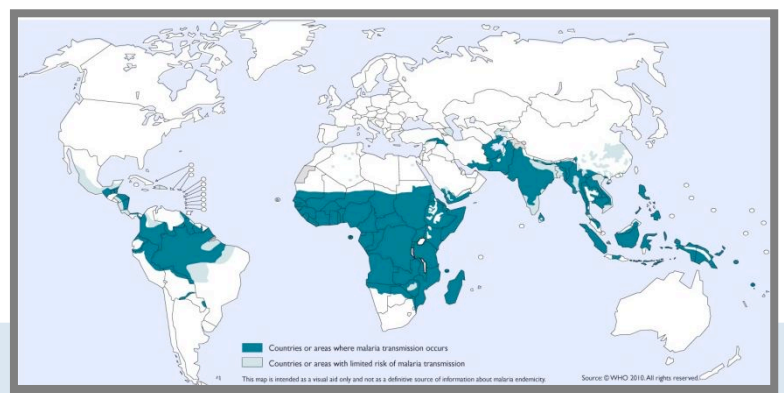 Countries or areas where malaria transmission occurs
Countries or areas with limited risk of malaria transmission
This map is intended as a visual aid only and not as a definitive source of information about malaria endemicity.
Source: © WHO 2010. All rights reserved.